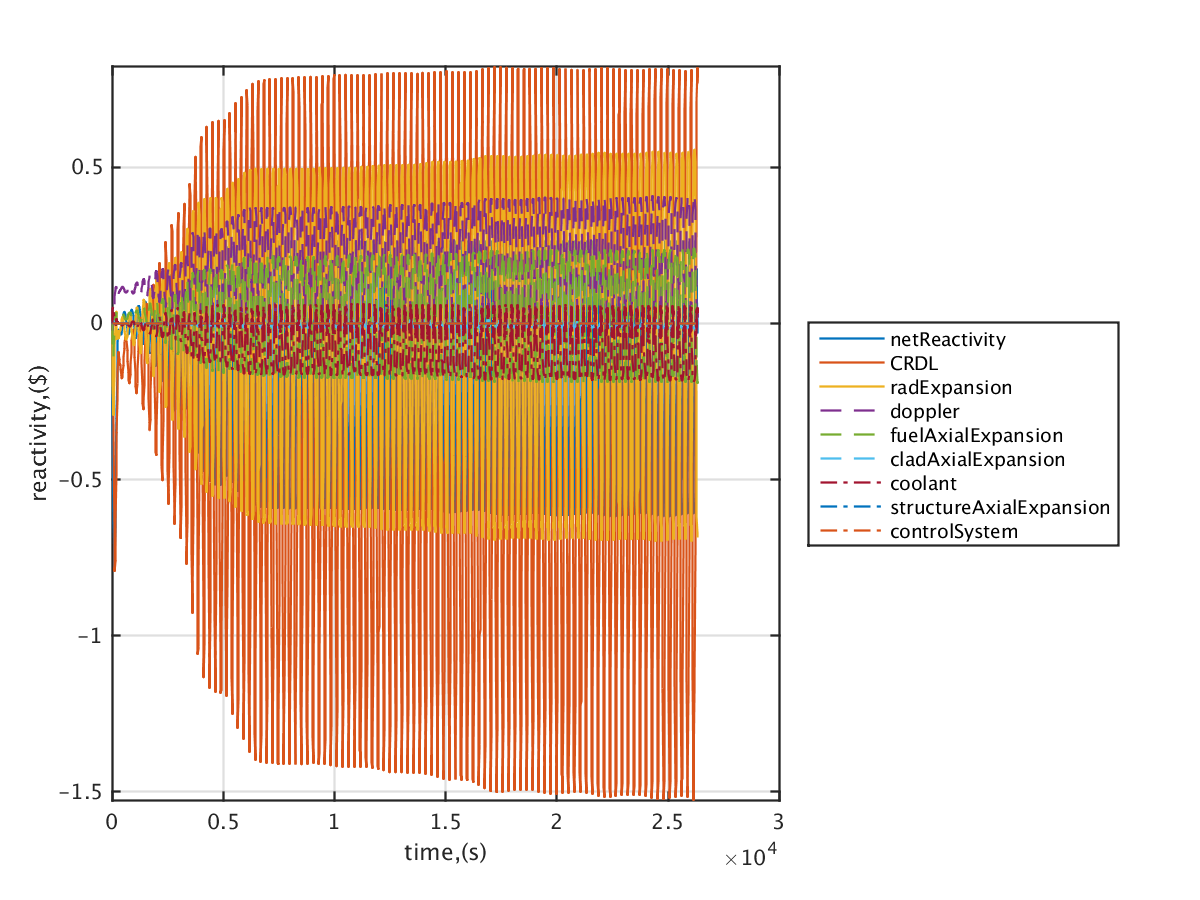 0.5
0
−0.5
−1
−1.5
reactivity,($)
0 0.5 1 1.5 2 2.5 3
time,(s)
×10^4
netReactivity
CRDL
radExpansion
doppler
fuelAxialExpansion
cladAxialExpansion
coolant
structureAxialExpansion
controlSystem